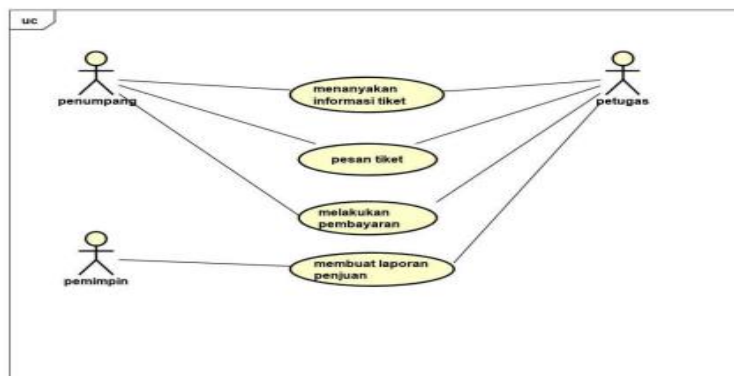 uc
penumpang
petugas
menanyakan
informasi tiket
pesan tiket
melakukan
pembayaran
pemimpin
membuat laporan
penjuan